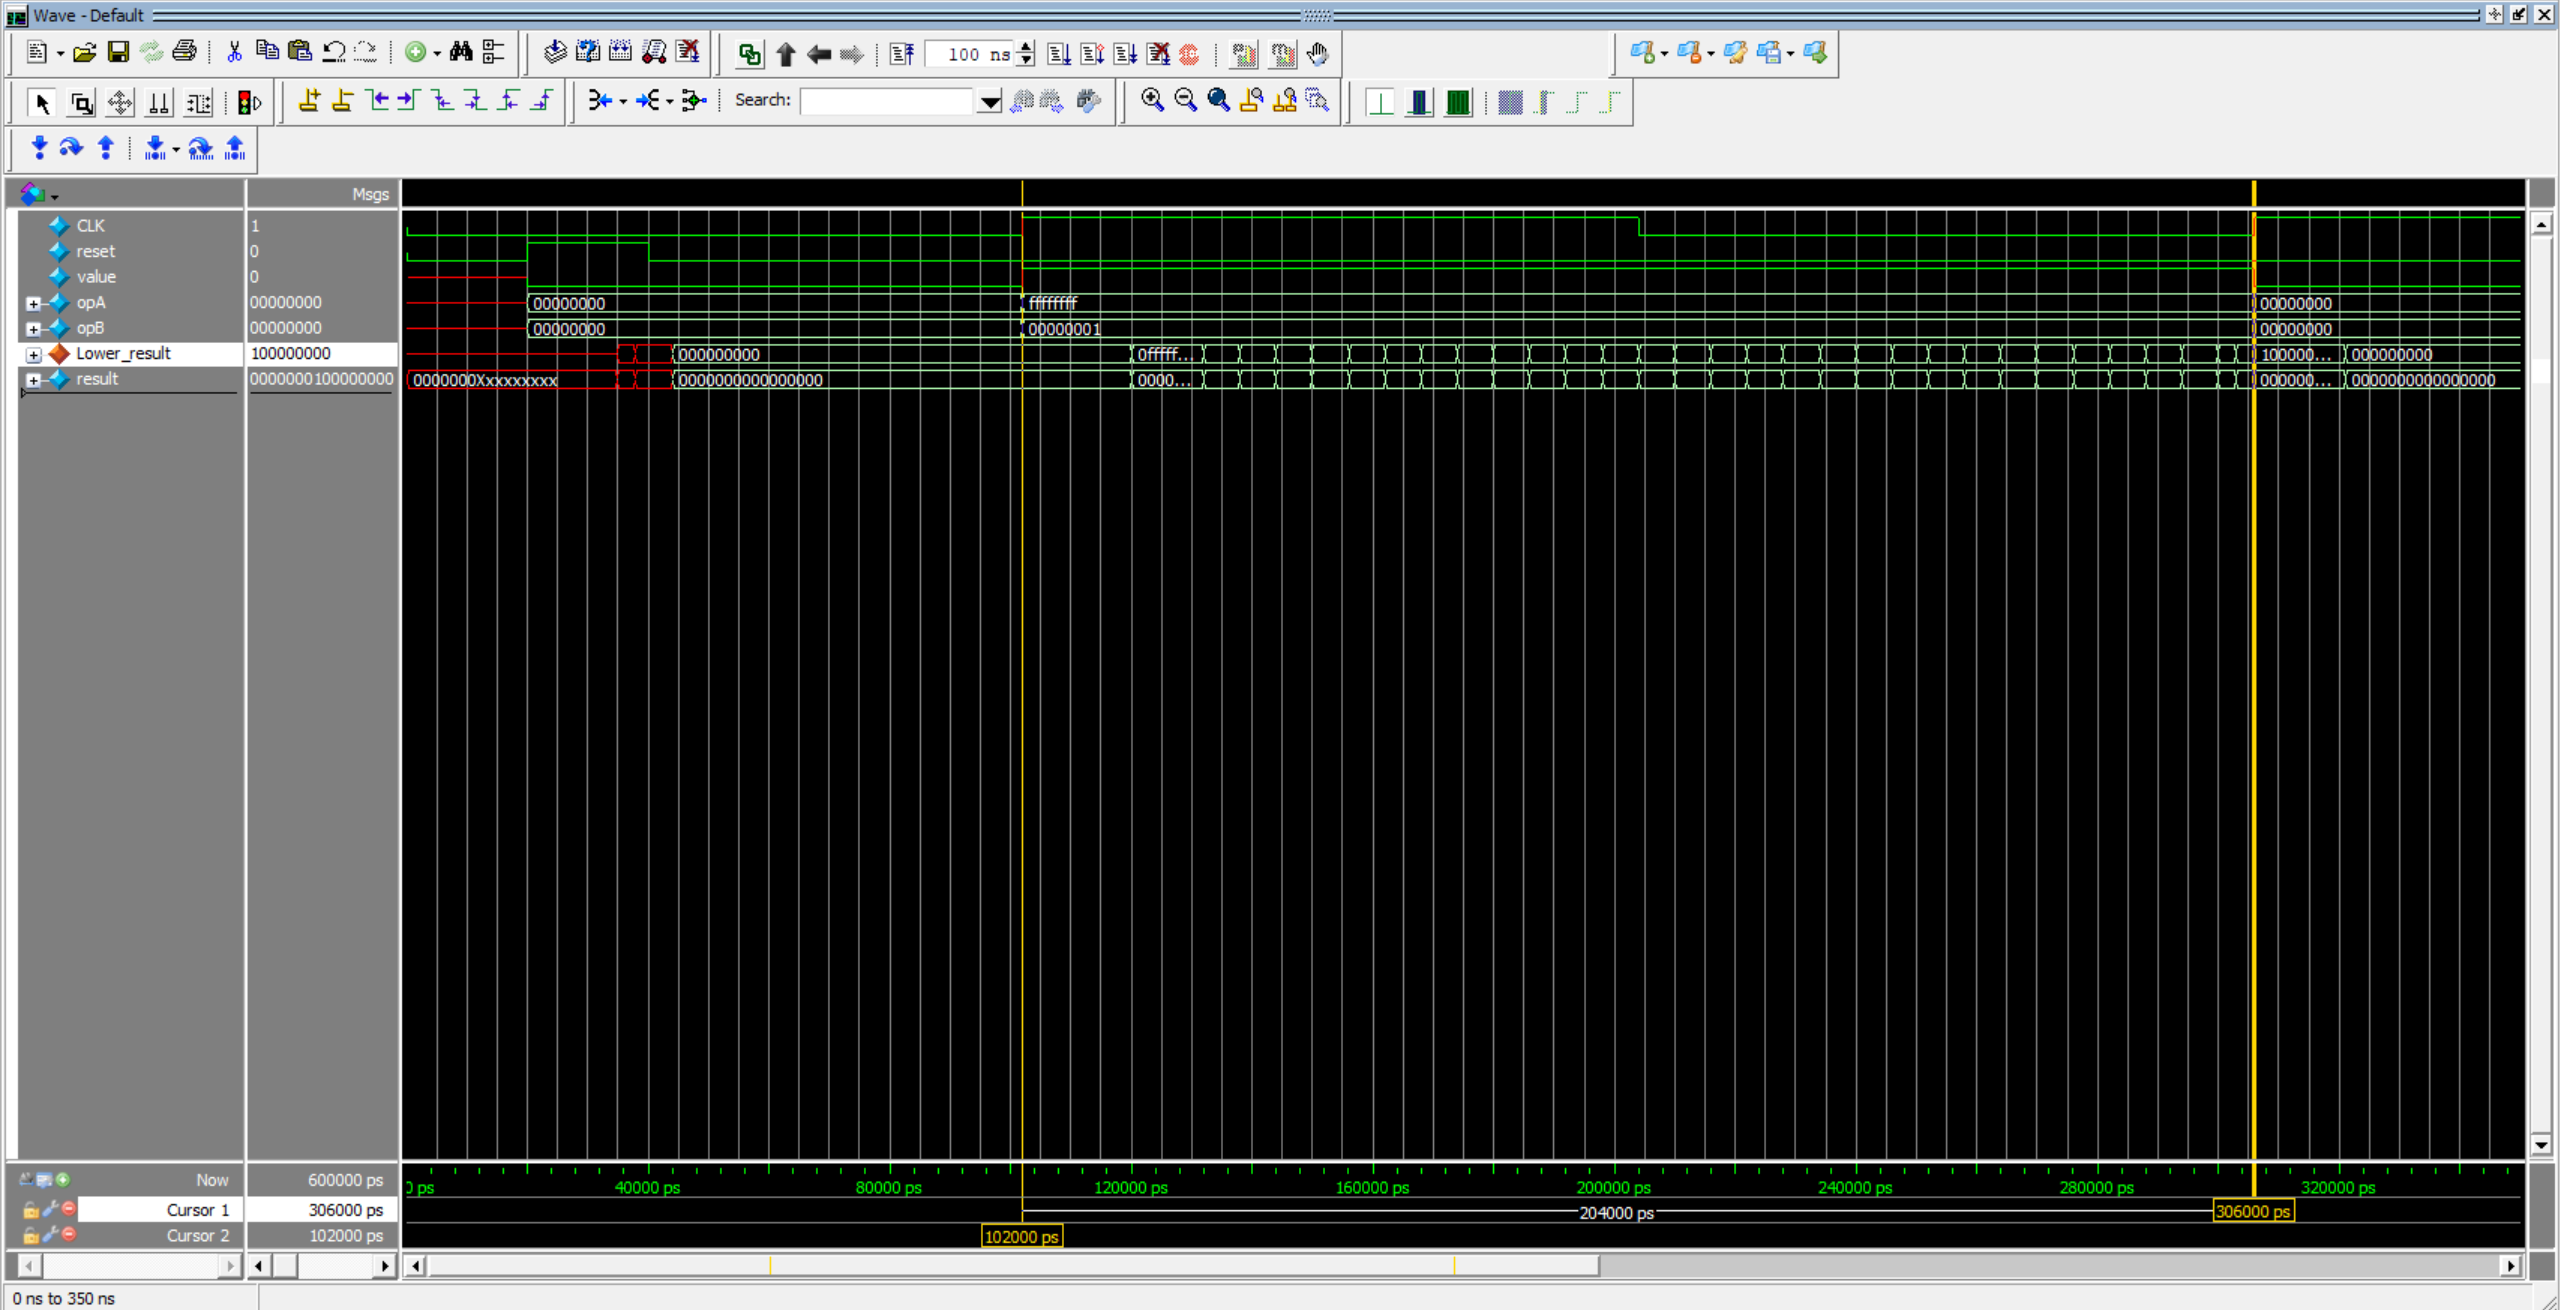 Wave - Default
100 ns
Search:
Msgs
CLK 1
reset 0
value 0
opA 00000000 00000000 ffffffff 00000000
opB 00000000 00000000 00000001 00000000
Lower_result 100000000 000000000 0fffff... 100000... 000000000
result 0000000100000000 0000000Xxxxxxxxx 0000000000000000 0000... 000000... 0000000000000000
Now 600000 ps 0 ps 40000 ps 80000 ps 120000 ps 160000 ps 200000 ps 240000 ps 280000 ps 320000 ps
Cursor 1 306000 ps 204000 ps 306000 ps
Cursor 2 102000 ps 102000 ps
0 ns to 350 ns